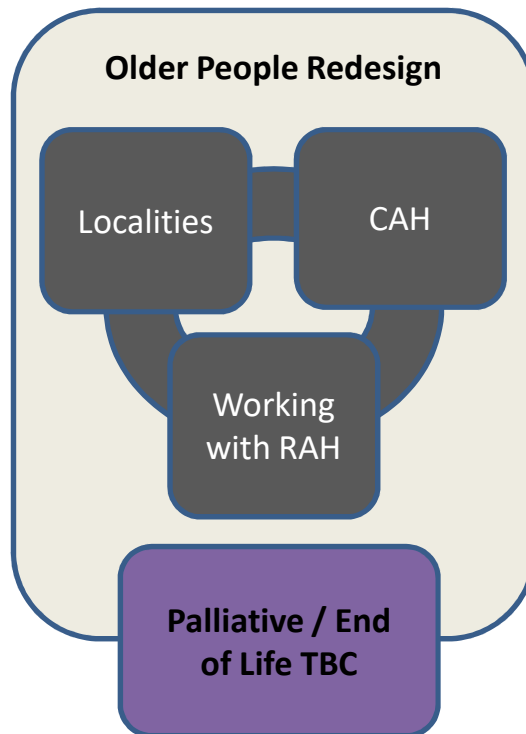 Older People Redesign
Localities
CAH
Working
with RAH
Palliative / End
of Life TBC